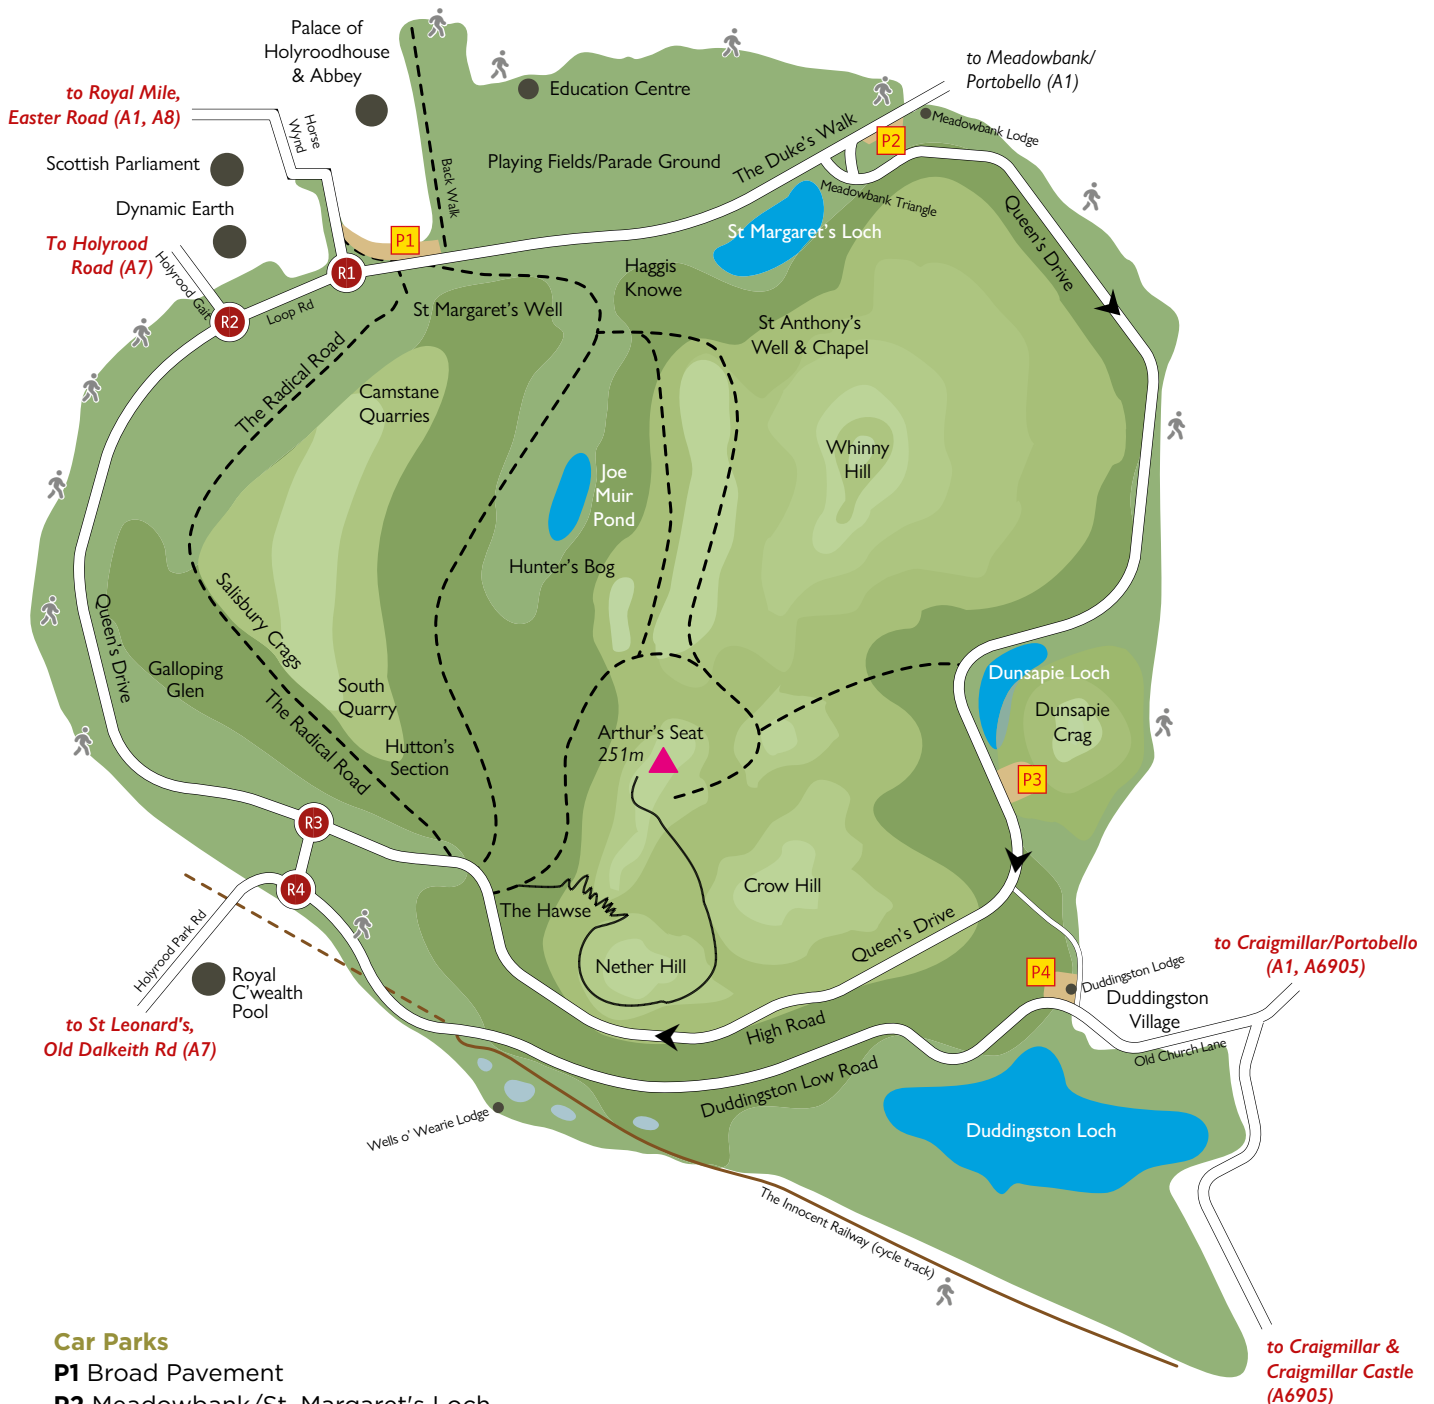 Palace of
Holyroodhouse
& Abbey
to Royal Mile,
Easter Road (A1, A8)
Horse
Wynd
Scottish Parliament
Dynamic Earth
To Holyrood
Road (A7)
Holyrood Gait
R2
Loop Rd
R1
P1
Back Walk
Education Centre
Playing Fields/Parade Ground
The Duke's Walk
to Meadowbank/
Portobello (A1)
P2
Meadowbank Lodge
Meadowbank Triangle
Queen's Drive
St Margaret's Loch
Haggis
Knowe
St Margaret's Well
St Anthony's
Well & Chapel
The Radical Road
Camstane
Quarries
Whinny
Hill
Joe
Muir
Pond
Hunter's Bog
Salisbury Crags
Queen's Drive
Galloping
Glen
South
Quarry
The Radical Road
Hutton's
Section
Arthur's Seat
251m
Dunsapie Loch
Dunsapie
Crag
P3
R3
R4
Crow Hill
The Hawse
Nether Hill
Queen's Drive
Holyrood Park Rd
Royal
C'wealth
Pool
to St Leonard's,
Old Dalkeith Rd (A7)
High Road
Duddingston Low Road
P4
Duddingston Lodge
Duddingston
Village
to Craigmillar/Portobello
(A1, A6905)
Old Church Lane
Wells o' Wearie Lodge
Duddingston Loch
The Innocent Railway (cycle track)
to Craigmillar &
Craigmillar Castle
(A6905)
Car Parks
P1 Broad Pavement
P2 Meadowbank/St. Margaret's Loch